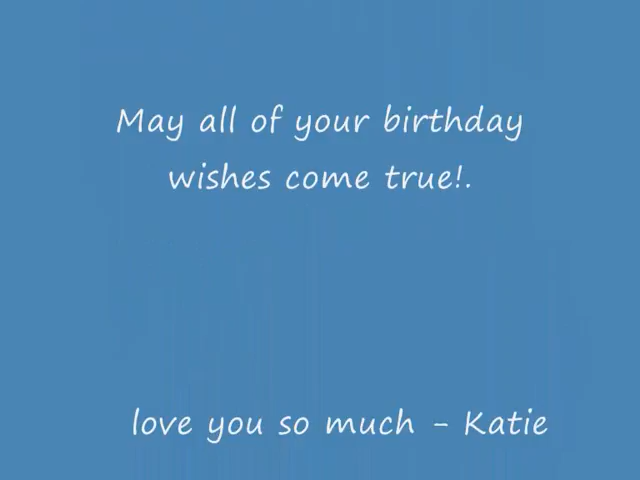 May all of your birthday
wishes come true!.
love you so much - Katie